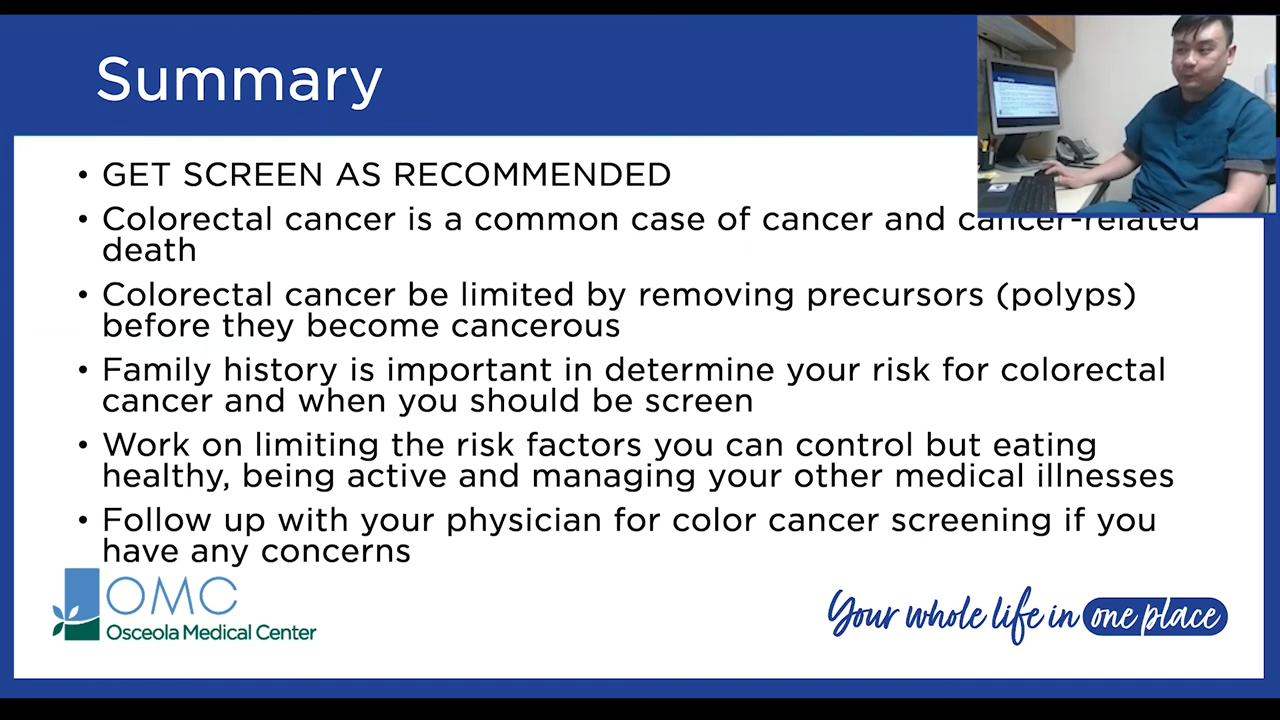 Summary
• GET SCREEN AS RECOMMENDED
• Colorectal cancer is a common case of cancer and cancer-related
death
• Colorectal cancer be limited by removing precursors (polyps)
before they become cancerous
• Family history is important in determine your risk for colorectal
cancer and when you should be screen
• Work on limiting the risk factors you can control but eating
healthy, being active and managing your other medical illnesses
• Follow up with your physician for color cancer screening if you
have any concerns
OMC
Osceola Medical Center
Your whole life in one place